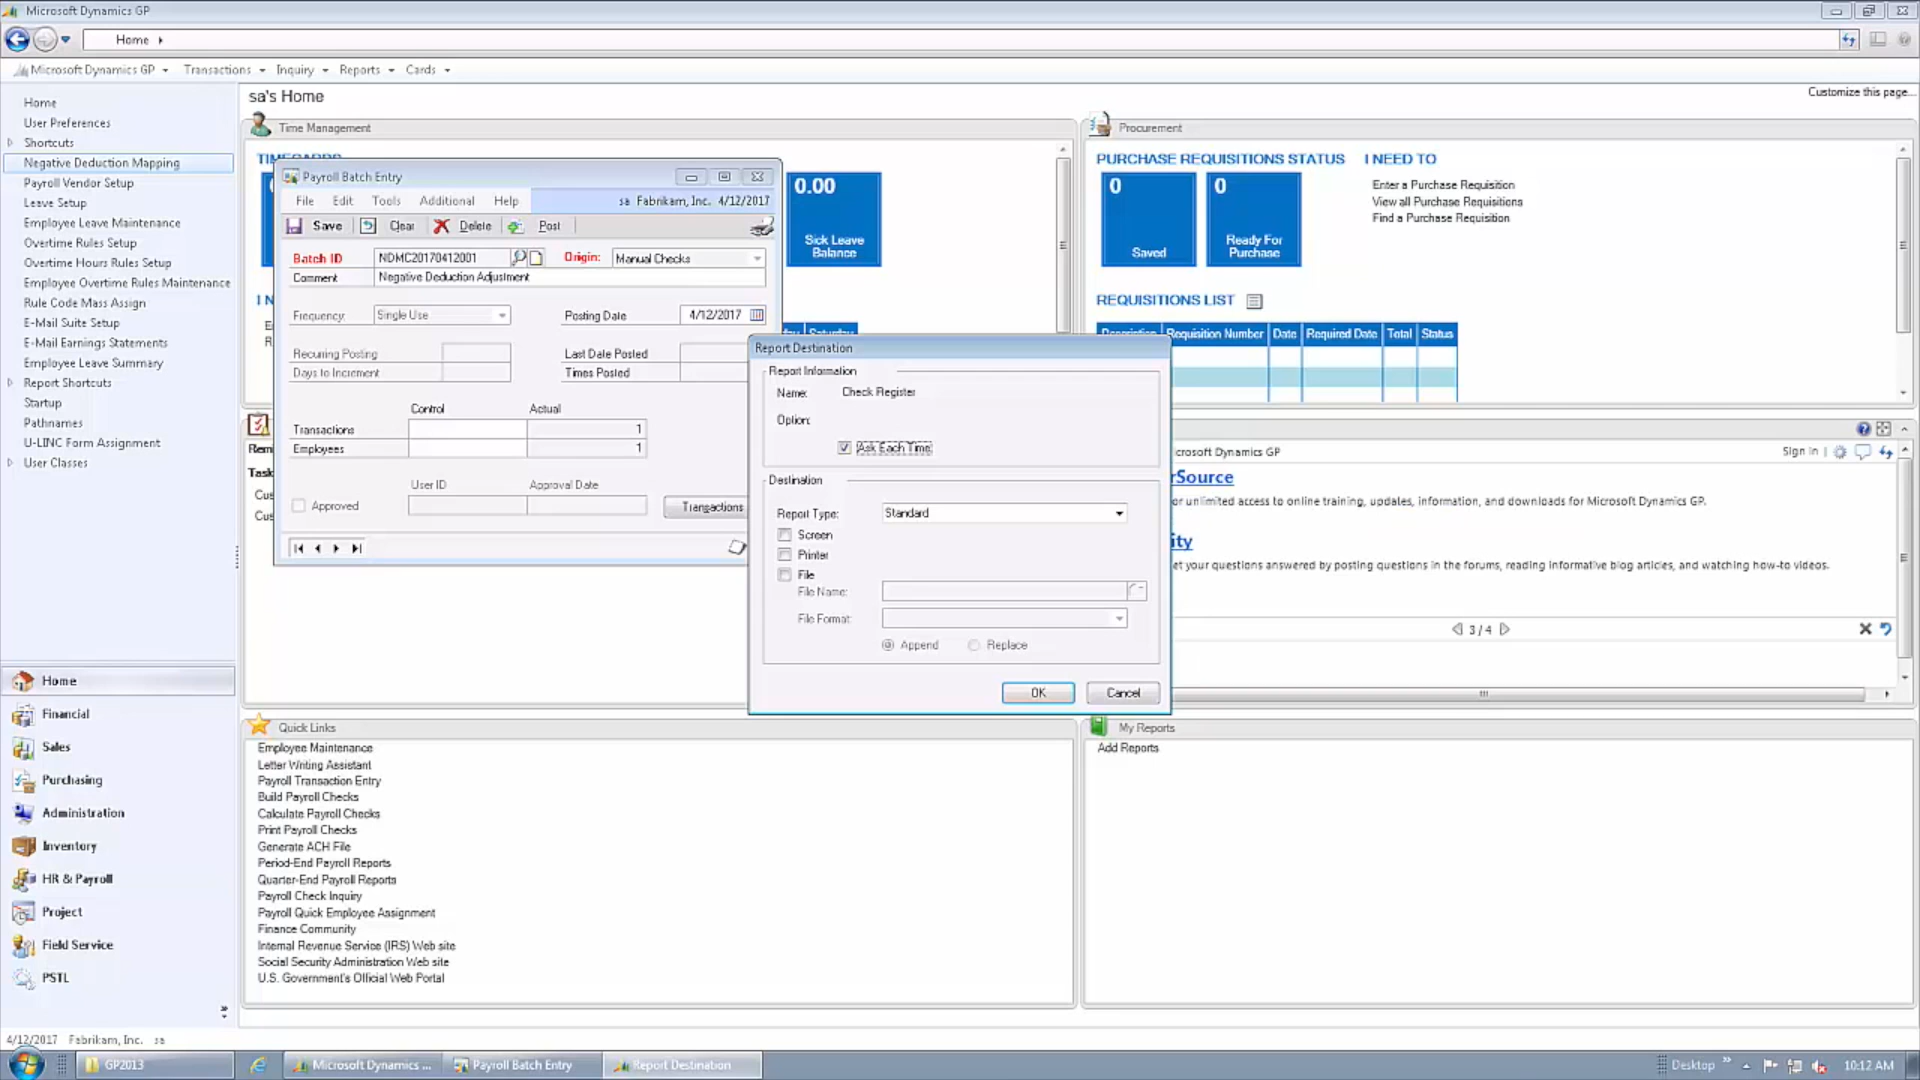 Microsoft Dynamics GP
Home
Microsoft Dynamics GP Transactions Inquiry Reports Cards
Home
User Preferences
Shortcuts
Negative Deduction Mapping
Payroll Vendor Setup
Leave Setup
Employee Leave Maintenance
Overtime Rules Setup
Overtime Hours Rules Setup
Employee Overtime Rules Maintenance
Rule Code Mass Assign
E-Mail Suite Setup
E-Mail Earnings Statements
Employee Leave Summary
Report Shortcuts
Startup
Pathnames
U-LINC Form Assignment
User Classes
Home
Financial
Sales
Purchasing
Administration
Inventory
HR & Payroll
Project
Field Service
PSTL
sa's Home
Customize this page...
Time Management
0.00
Sick Leave
Balance
I N
Rem
Task
Cus
Cus
Payroll Batch Entry
File Edit Tools Additional Help sa Fabrikam, Inc. 4/12/2017
Save Clear Delete Post
Batch ID NDMC20170412001 Origin: Manual Checks
Comment Negative Deduction Adjustment
Frequency: Single Use Posting Date 4/12/2017
Recurring Posting Last Date Posted
Days to Increment Times Posted
Control Actual
Transactions 1
Employees 1
User ID Approval Date
Approved Transactions
Report Destination
Report Information
Name: Check Register
Option:
Ask Each Time
Destination
Report Type: Standard
Screen
Printer
File
File Name:
File Format:
Append Replace
OK Cancel
Procurement
PURCHASE REQUISITIONS STATUS I NEED TO
0 0
Saved
Ready For
Purchase
Enter a Purchase Requisition
View all Purchase Requisitions
Find a Purchase Requisition
REQUISITIONS LIST
Description Requisition Number Date Required Date Total Status
crosoft Dynamics GP Sign In
rSource
or unlimited access to online training, updates, information, and downloads for Microsoft Dynamics GP.
ity
et your questions answered by posting questions in the forums, reading informative blog articles, and watching how-to videos.
3 / 4
Quick Links
Employee Maintenance
Letter Writing Assistant
Payroll Transaction Entry
Build Payroll Checks
Calculate Payroll Checks
Print Payroll Checks
Generate ACH File
Period-End Payroll Reports
Quarter-End Payroll Reports
Payroll Check Inquiry
Payroll Quick Employee Assignment
Finance Community
Internal Revenue Service (IRS) Web site
Social Security Administration Web site
U.S. Government's Official Web Portal
My Reports
Add Reports
4/12/2017 Fabrikam, Inc. sa
GP2013 Microsoft Dynamics ... Payroll Batch Entry Report Destination Desktop 10:12 AM